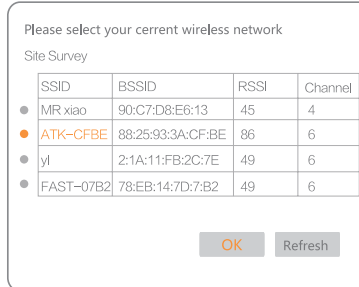 Please select your cerrent wireless network
Site Survey
SSID BSSID RSSI Channel
MR xiao 90:C7:D8:E6:13 45 4
ATK-CFBE 88:25:93:3A:CF:BE 86 6
yl 2:1A:11:FB:2C:7E 49 6
FAST-07B2 78:EB:14:7D:7:B2 49 6
OK Refresh